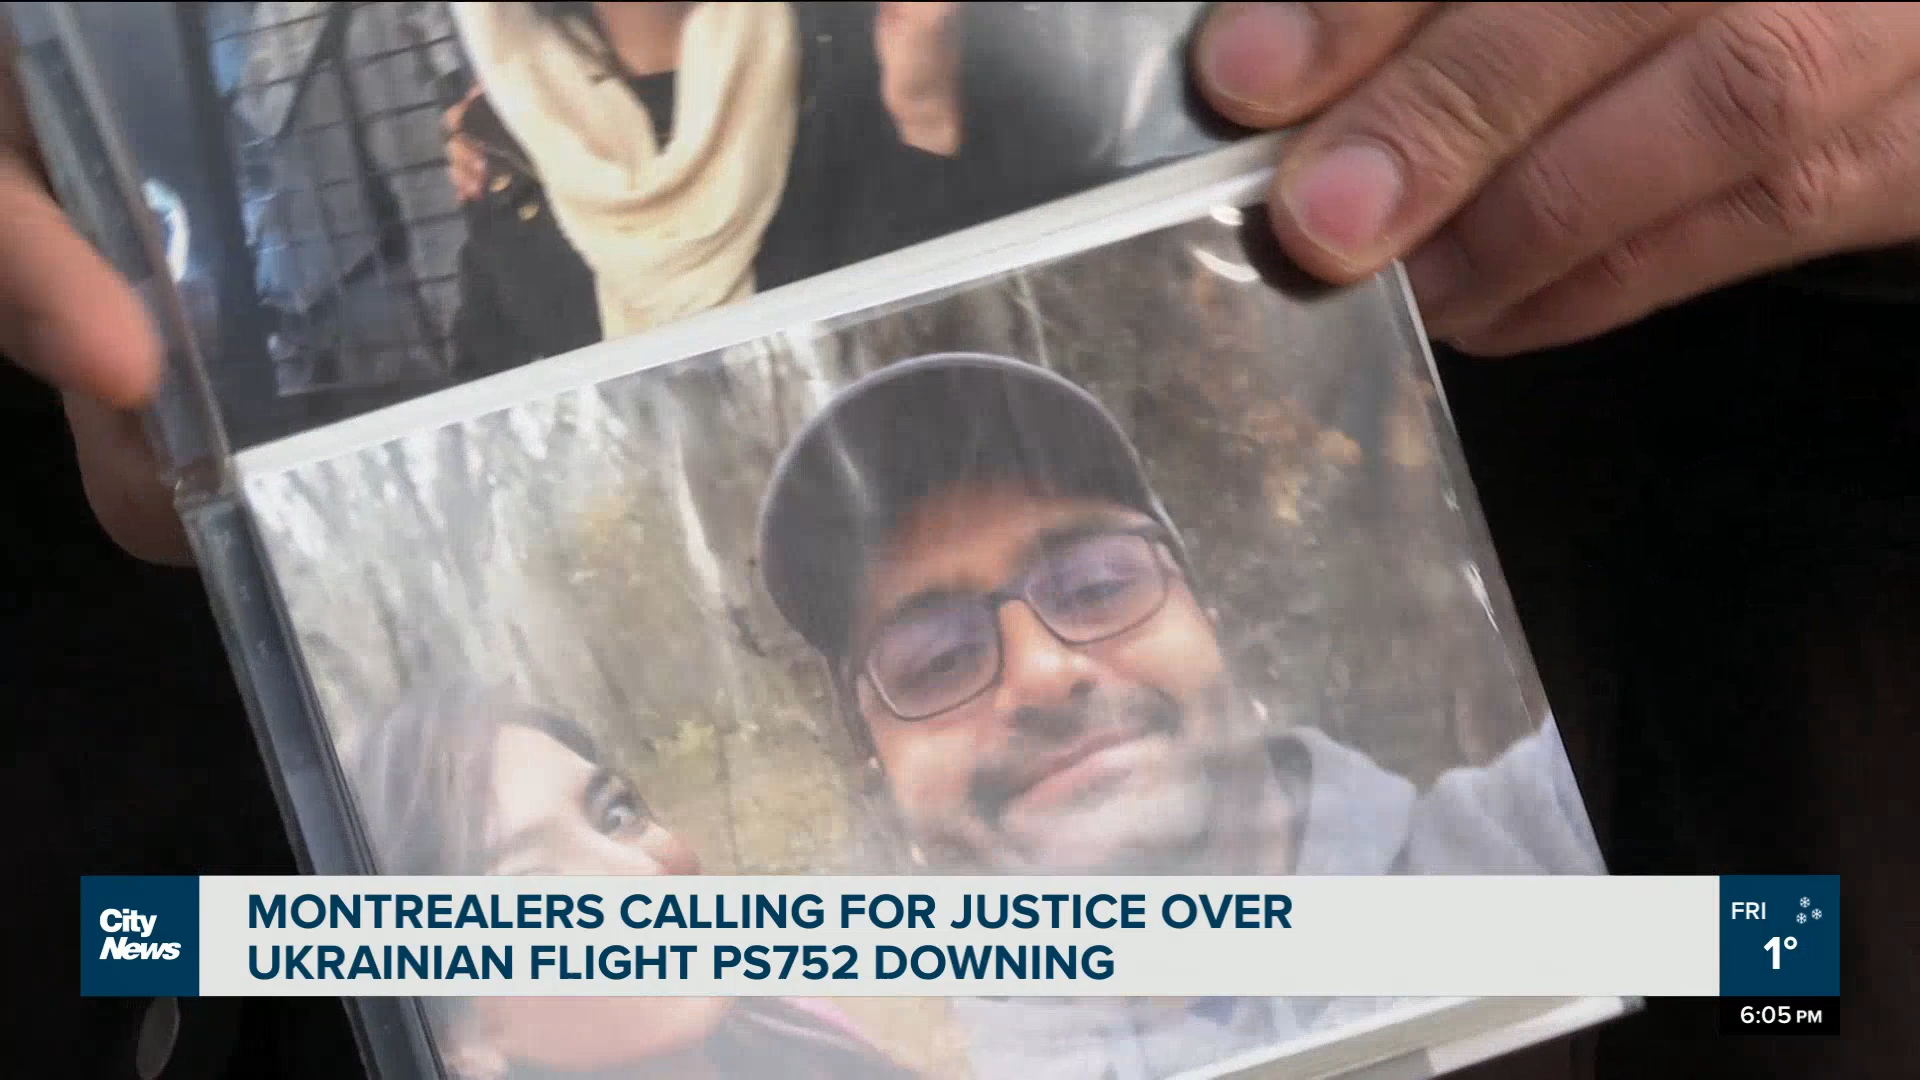 City
News
MONTREALERS CALLING FOR JUSTICE OVER
UKRAINIAN FLIGHT PS752 DOWNING
FRI
1°
6:05 PM